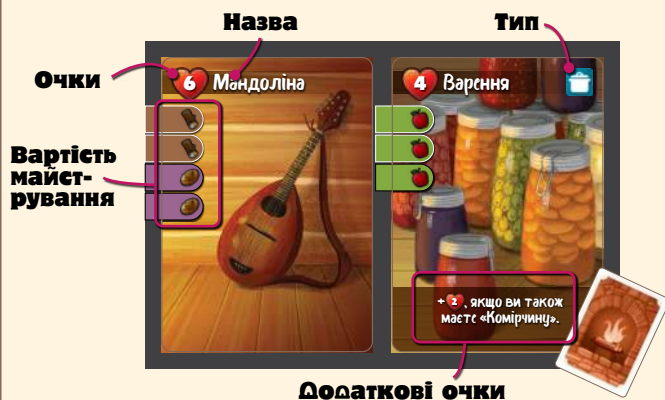 Назва
Тип
Очки
6 Мандоліна
4 Варення
Вартість
майст-
рування
+ 2, якщо ви також
маєте «Комірчину».
Додаткові очки